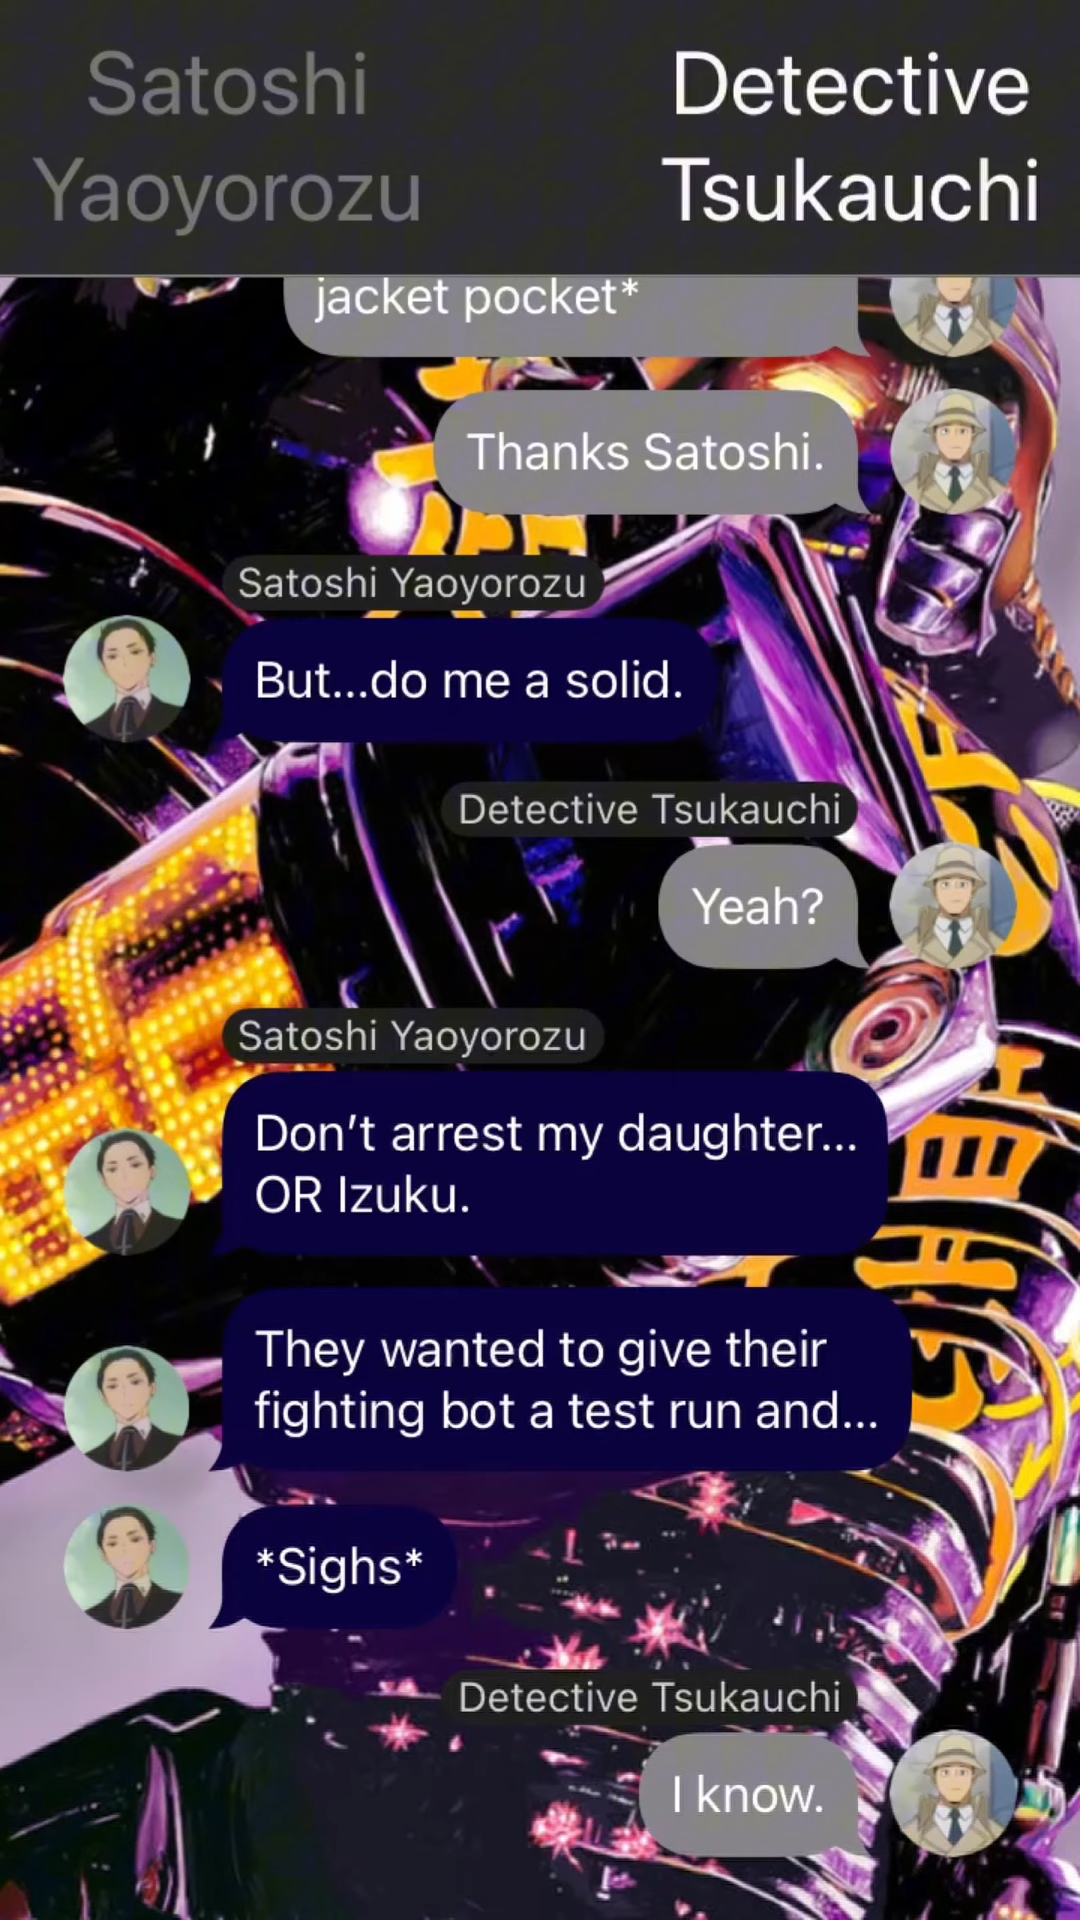 Satoshi
Yaoyorozu
Detective
Tsukauchi
jacket pocket*
Thanks Satoshi.
Satoshi Yaoyorozu
But...do me a solid.
Detective Tsukauchi
Yeah?
Satoshi Yaoyorozu
Don’t arrest my daughter...
OR Izuku.
They wanted to give their
fighting bot a test run and...
*Sighs*
Detective Tsukauchi
I know.